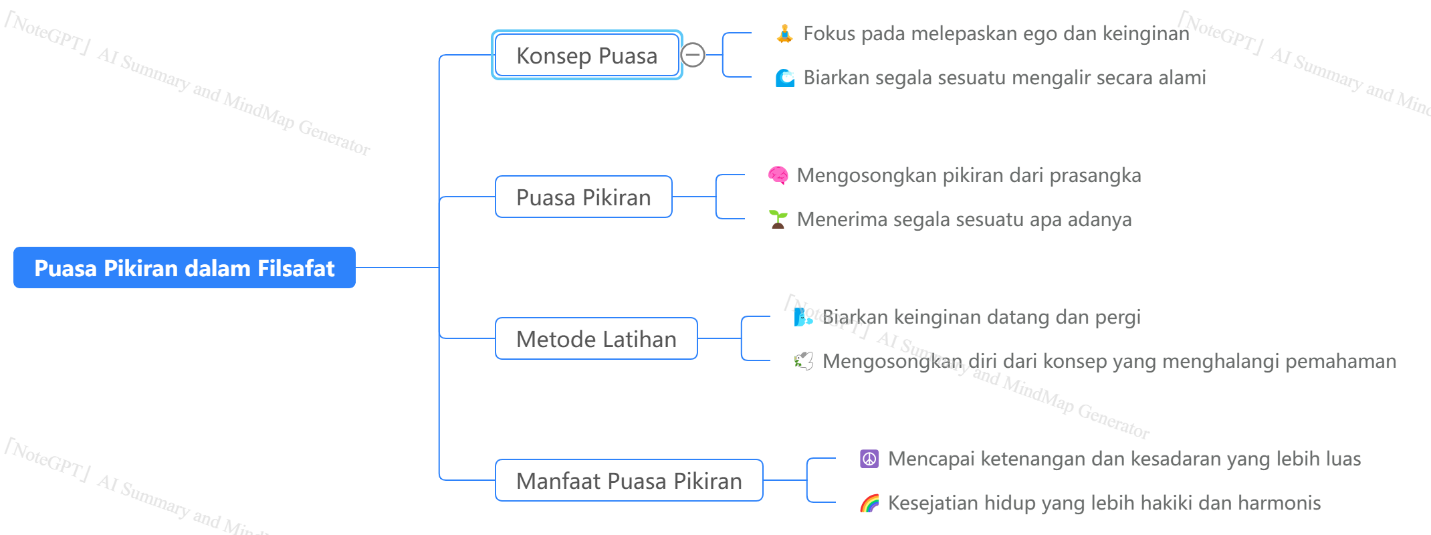 Puasa Pikiran dalam Filsafat
Konsep Puasa
Fokus pada melepaskan ego dan keinginan
Biarkan segala sesuatu mengalir secara alami
Puasa Pikiran
Mengosongkan pikiran dari prasangka
Menerima segala sesuatu apa adanya
Metode Latihan
Biarkan keinginan datang dan pergi
Mengosongkan diri dari konsep yang menghalangi pemahaman
Manfaat Puasa Pikiran
Mencapai ketenangan dan kesadaran yang lebih luas
Kesejatian hidup yang lebih hakiki dan harmonis
「NoteGPT」AI Summary and MindMap Generator
「NoteGPT」AI Summary and Mind
「NoteGPT」AI Summary and MindMap Generator
「NoteGPT」AI Summary and Mind